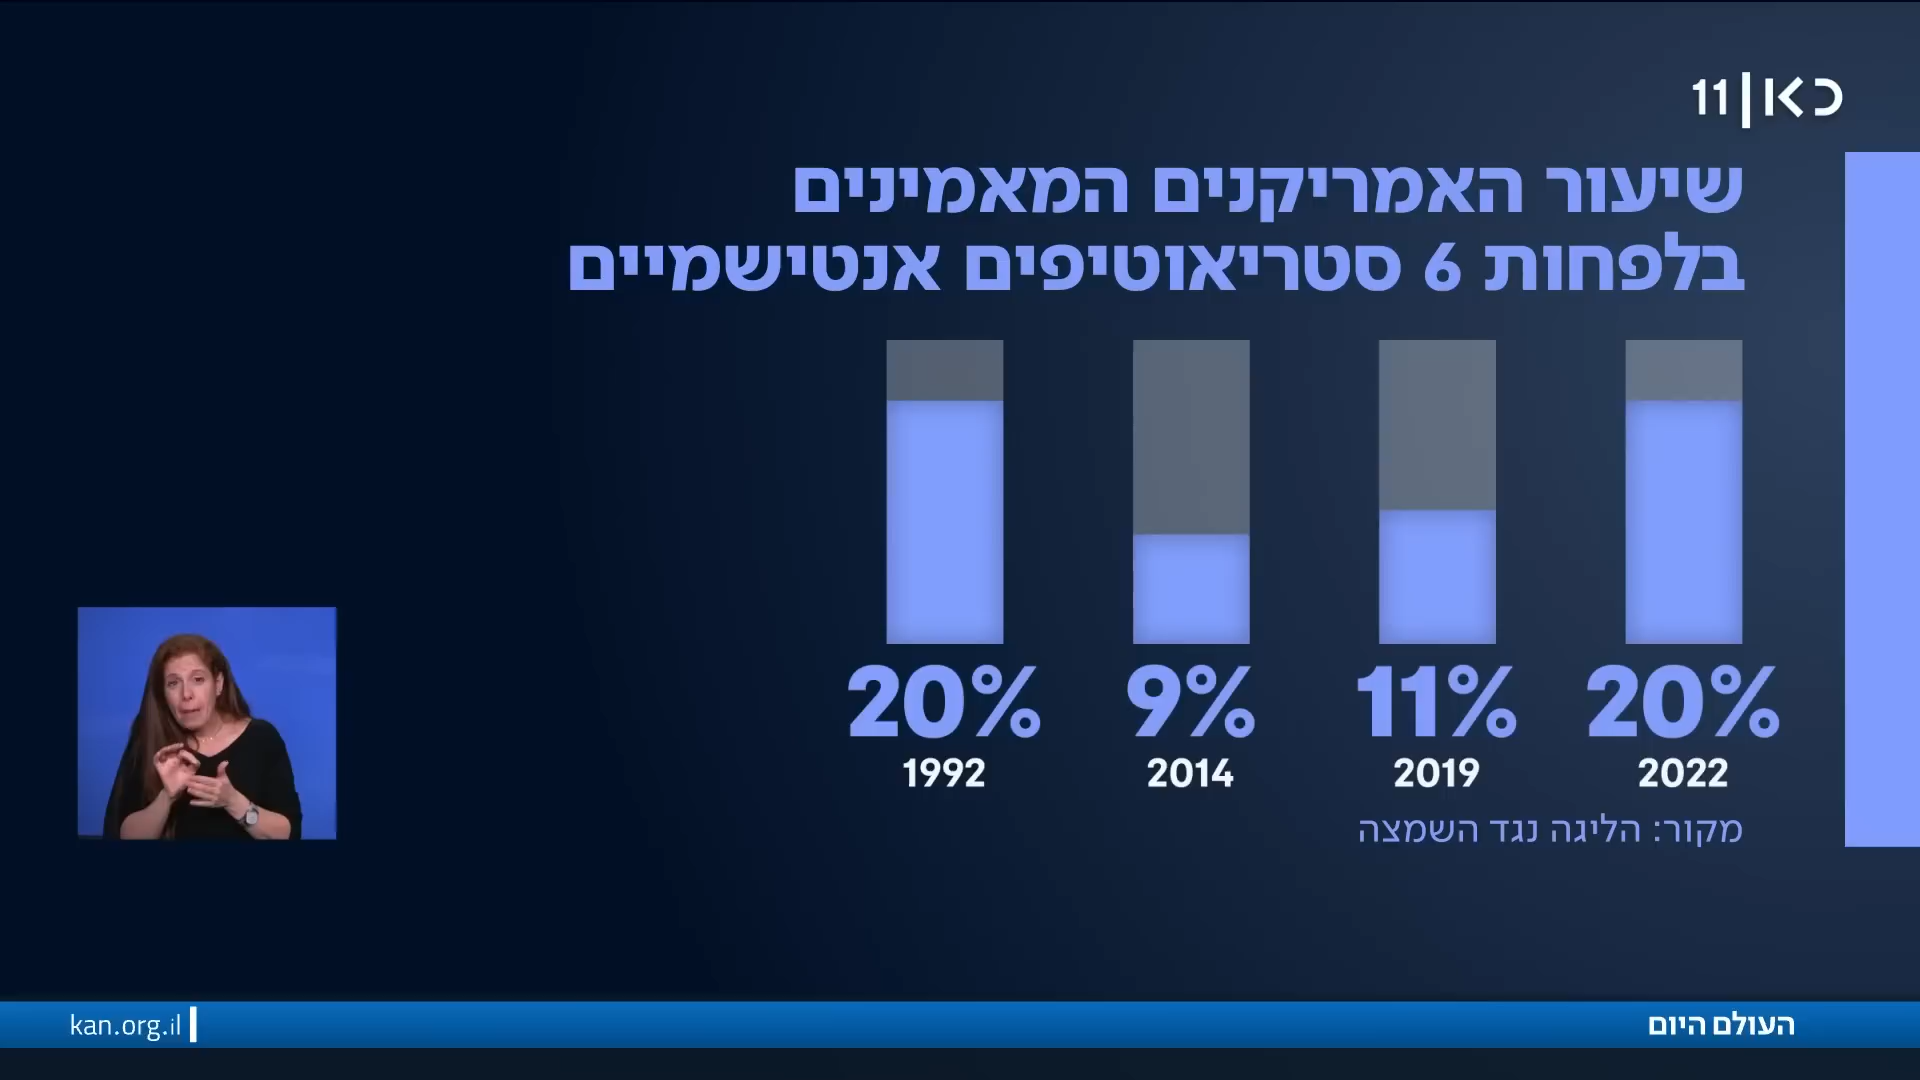 כאן|11
שיעור האמריקנים המאמינים
בלפחות 6 סטריאוטיפים אנטישמיים
20% 9% 11% 20%
1992 2014 2019 2022
מקור: הליגה נגד השמצה
העולם היום
kan.org.il